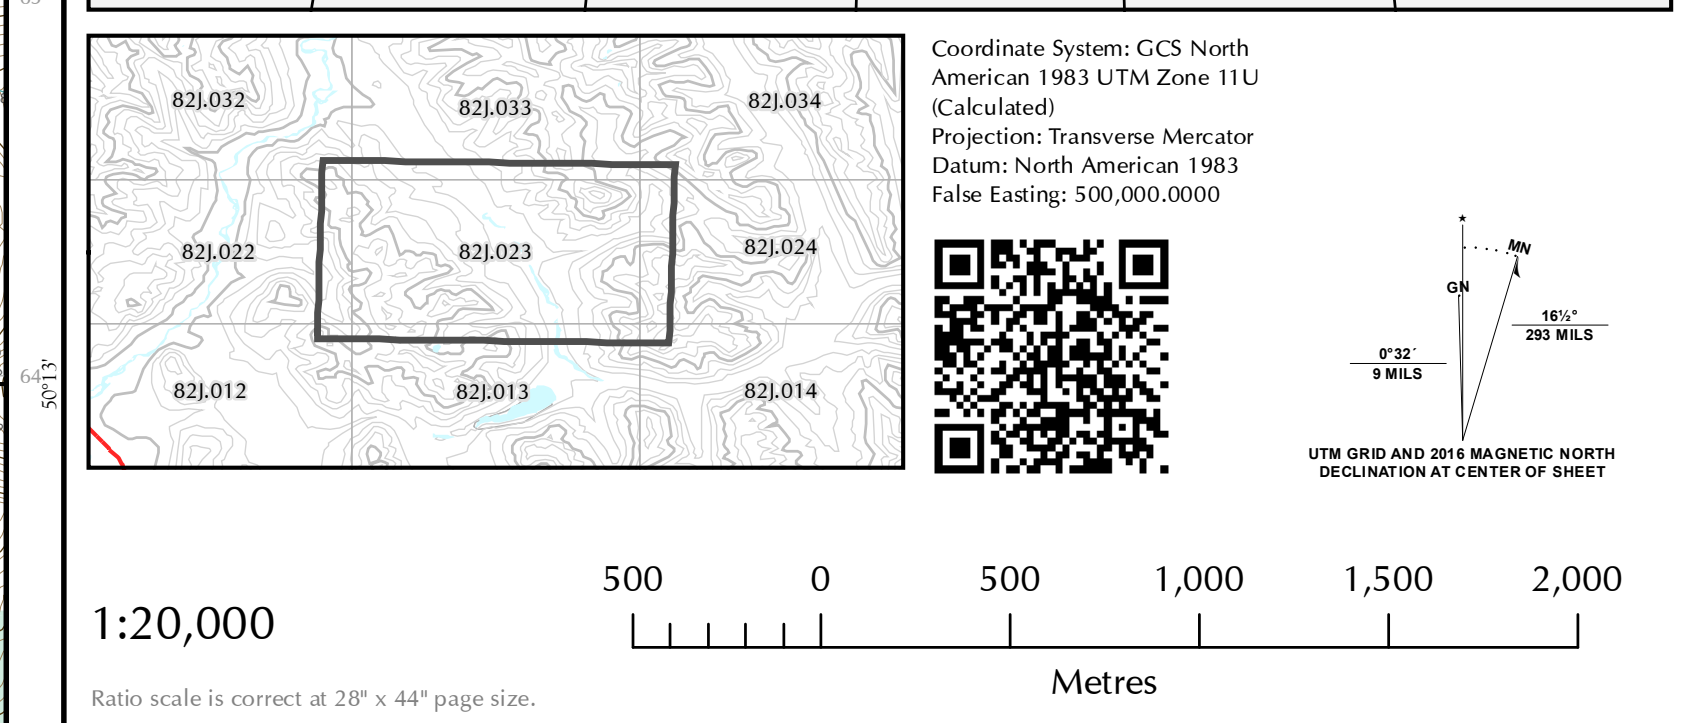 82J.032
82J.033
82J.034
82J.022
82J.023
82J.024
82J.012
82J.013
82J.014
64
50°13'
Coordinate System: GCS North
American 1983 UTM Zone 11U
(Calculated)
Projection: Transverse Mercator
Datum: North American 1983
False Easting: 500,000.0000
MN
GN
16½°
293 MILS
0°32´
9 MILS
UTM GRID AND 2016 MAGNETIC NORTH
DECLINATION AT CENTER OF SHEET
500 0 500 1,000 1,500 2,000
1:20,000
Metres
Ratio scale is correct at 28" x 44" page size.